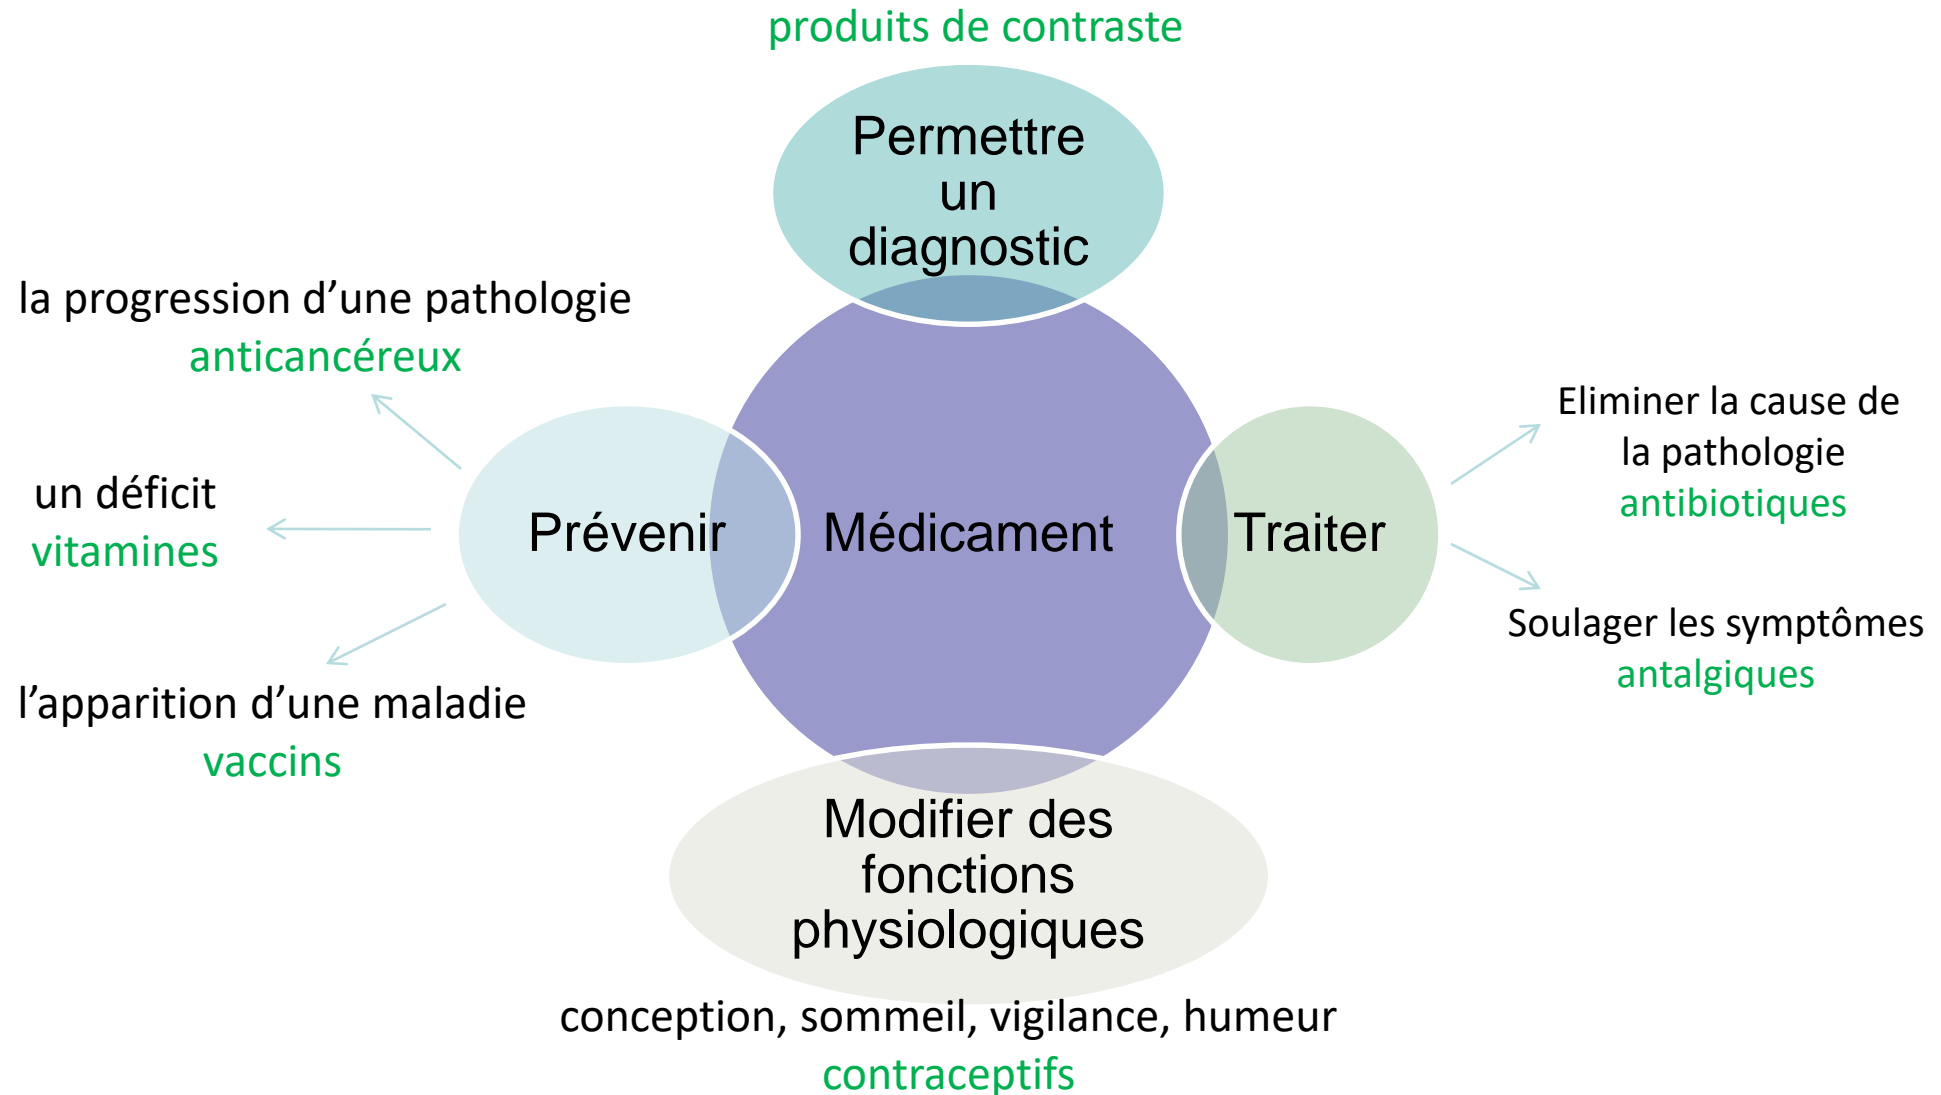 produits de contraste
Permettre
un
diagnostic
la progression d’une pathologie
anticancéreux
un déficit
vitamines
l’apparition d’une maladie
vaccins
Prévenir
Médicament
Traiter
Eliminer la cause de
la pathologie
antibiotiques
Soulager les symptômes
antalgiques
Modifier des
fonctions
physiologiques
conception, sommeil, vigilance, humeur
contraceptifs